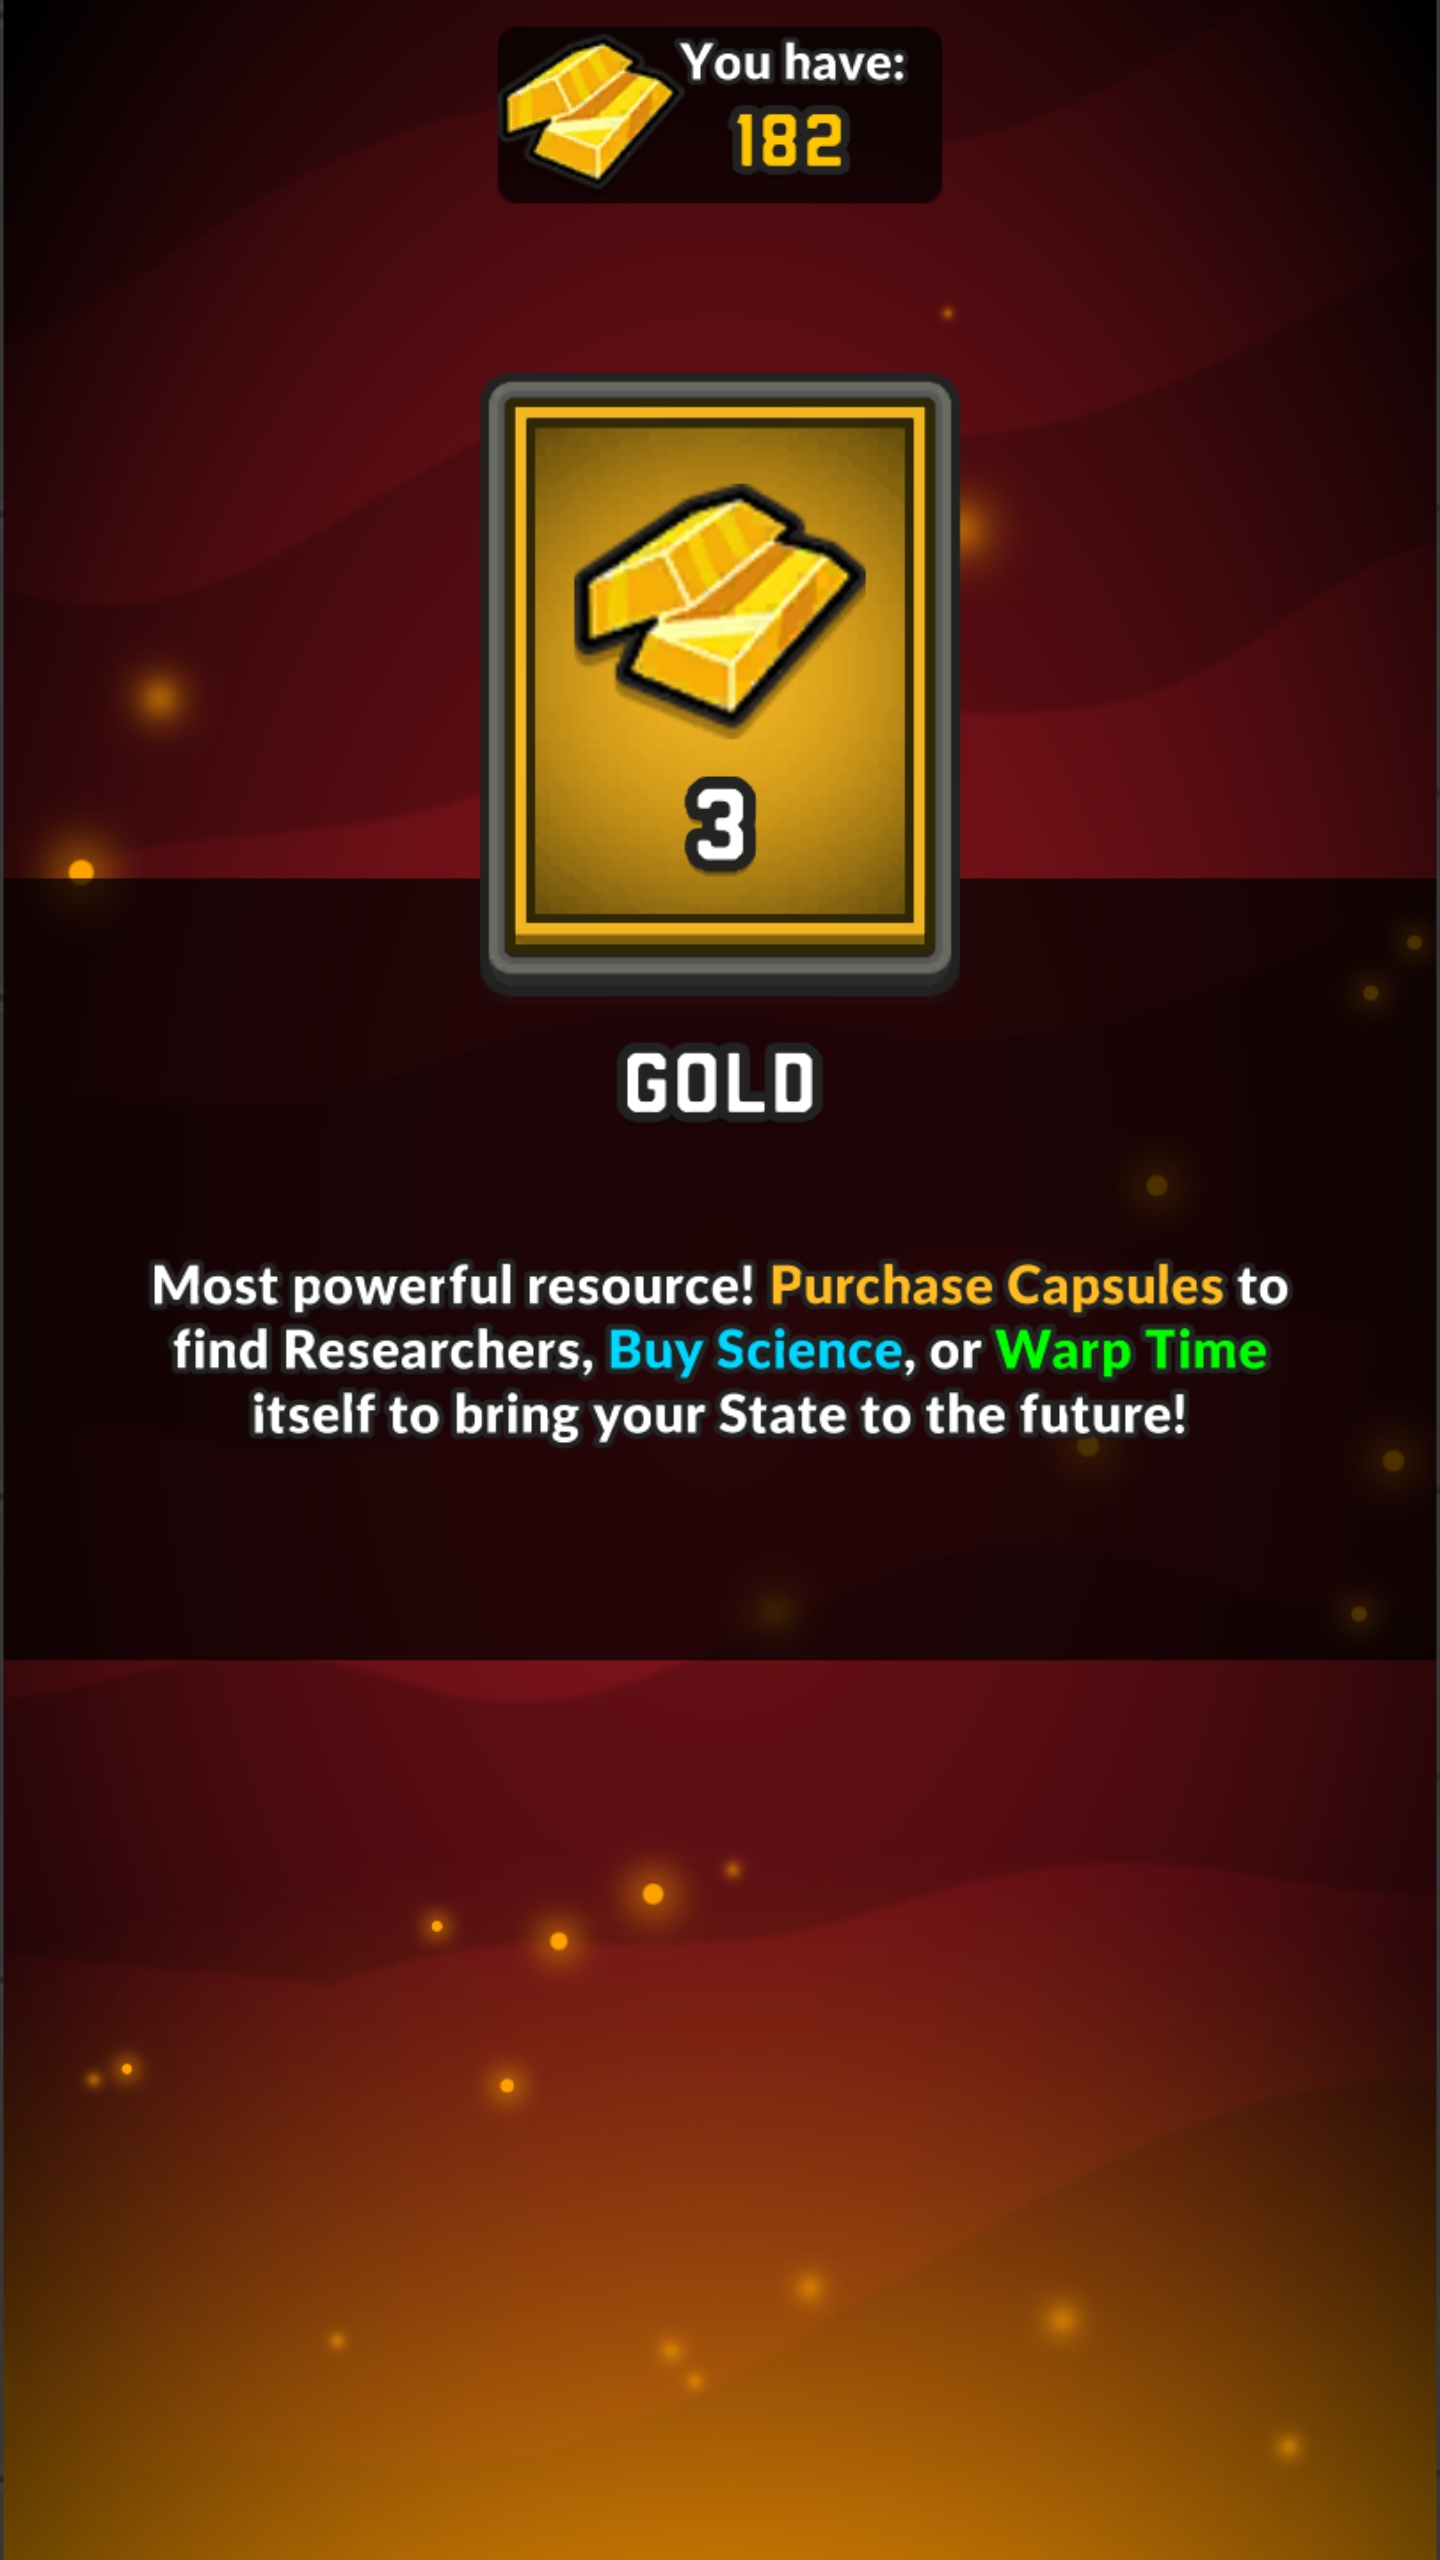 You have:
182
3
GOLD
Most powerful resource! Purchase Capsules to
find Researchers, Buy Science, or Warp Time
itself to bring your State to the future!